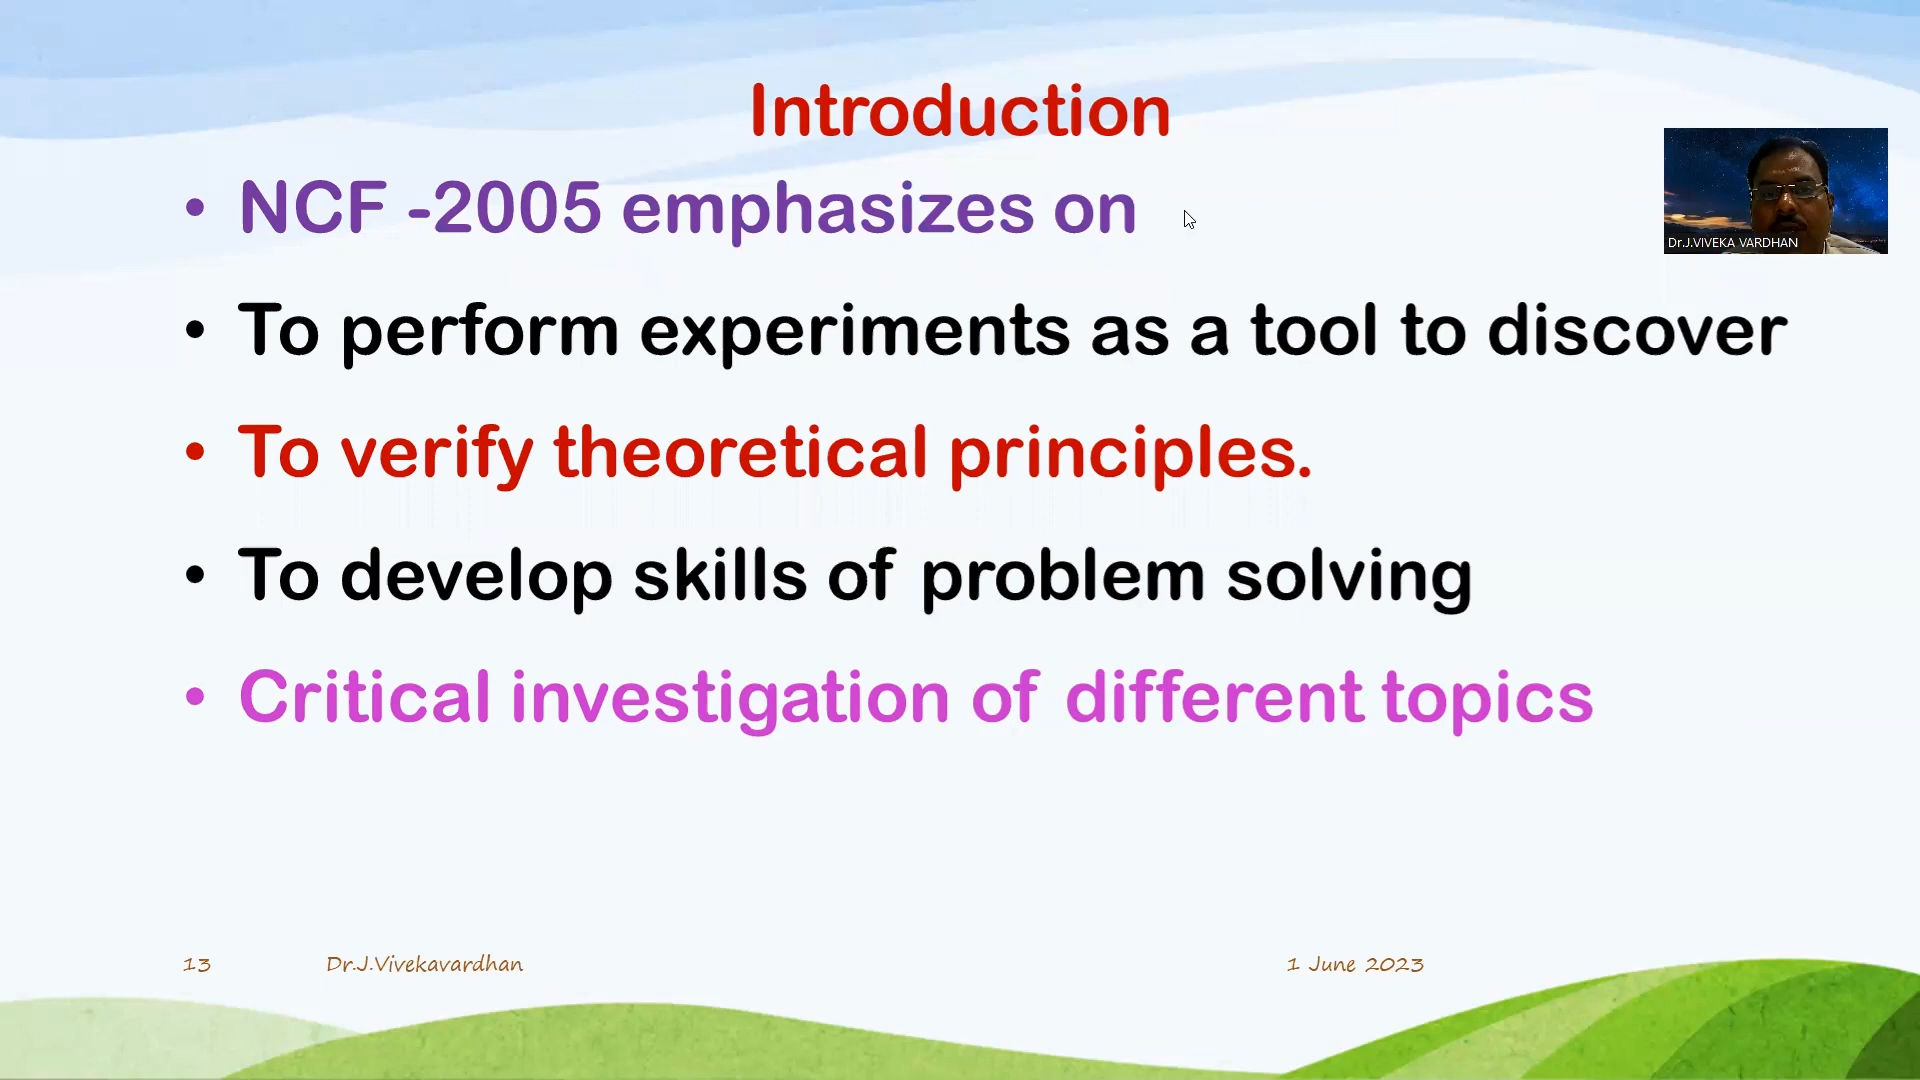 Introduction
• NCF -2005 emphasizes on
Dr.J.VIVEKA VARDHAN
• To perform experiments as a tool to discover
• To verify theoretical principles.
• To develop skills of problem solving
• Critical investigation of different topics
13 Dr.J.Vivekavardhan 1 June 2023